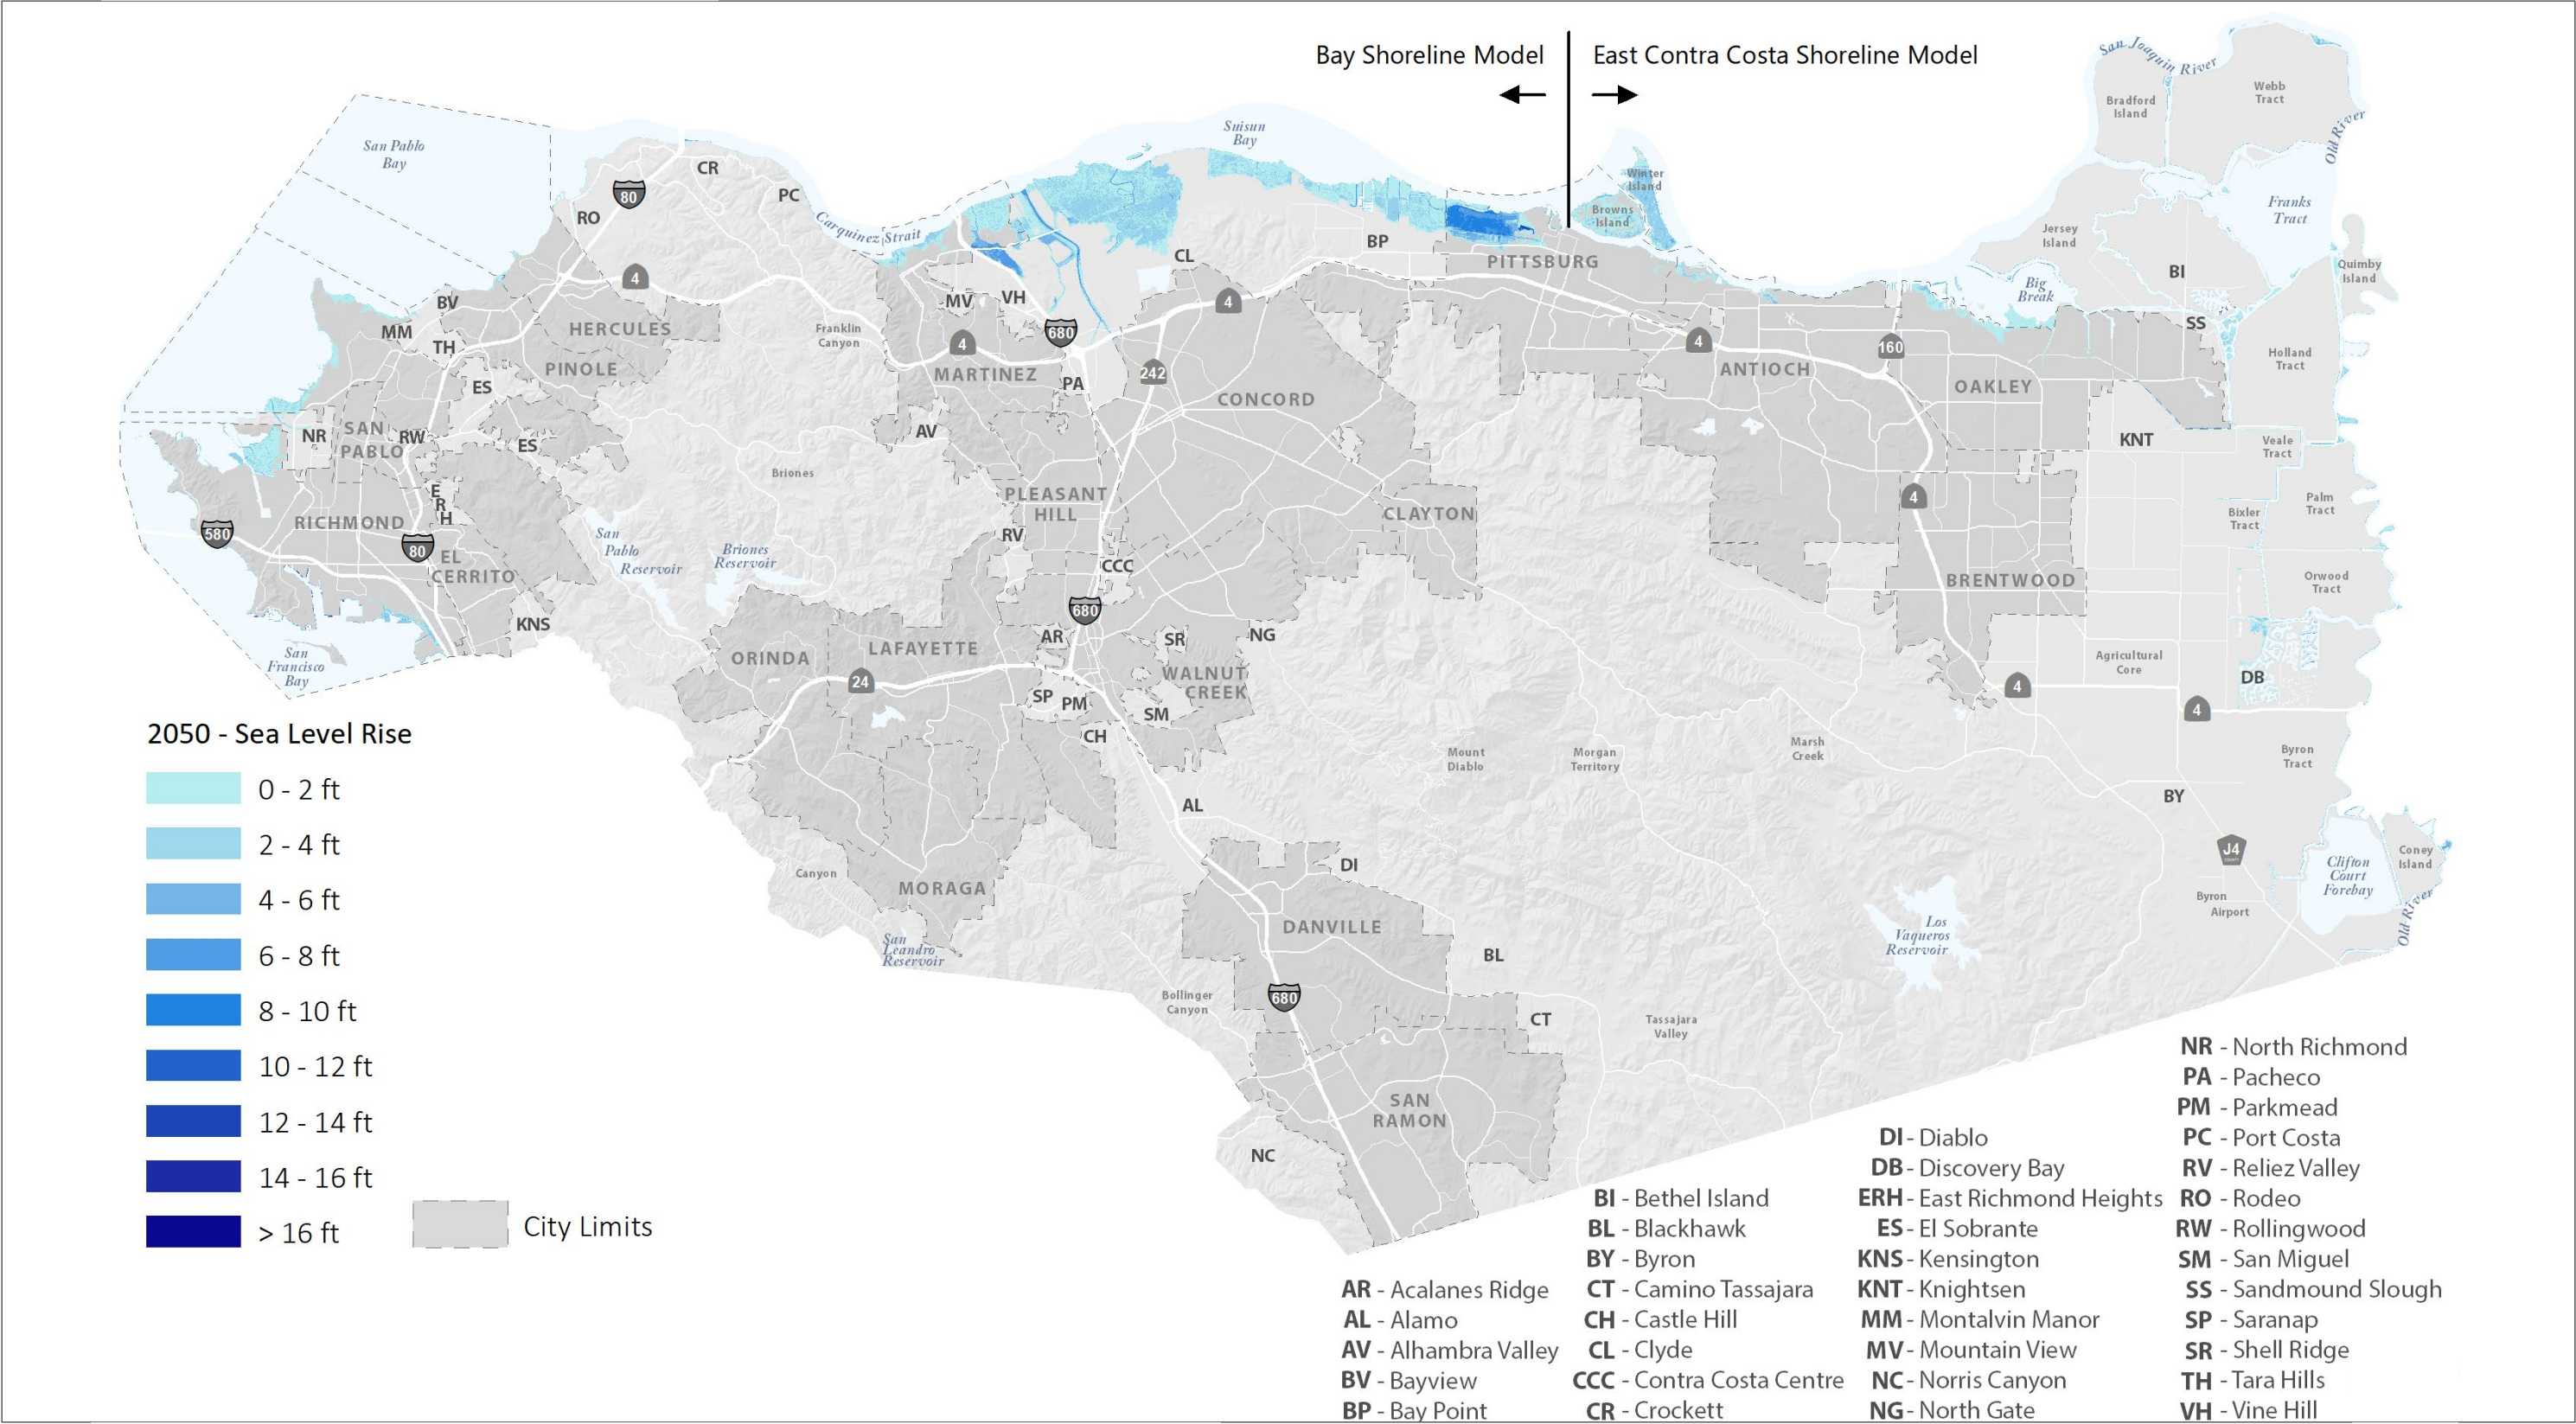 Bay Shoreline Model
East Contra Costa Shoreline Model
San Joaquin River
Bradford
Island
Webb
Tract
Old River
San Pablo
Bay
Suisun
Bay
CR
80
PC
RO
Carquinez Strait
Winter
Island
Browns
Island
Franks
Tract
Jersey
Island
BI
Quimby
Island
Big
Break
CL
BP
PITTSBURG
4
BV
MM
TH
HERCULES
PINOLE
ES
Franklin
Canyon
MV
VH
4
680
4
MARTINEZ
PA
242
CONCORD
4
ANTIOCH
160
OAKLEY
SS
Holland
Tract
NR
SAN
PABLO
RW
ES
AV
Briones
KNT
Veale
Tract
E
R
H
RICHMOND
580
80
EL
CERRITO
KNS
San
Pablo
Reservoir
Briones
Reservoir
PLEASANT
HILL
RV
CCC
CLAYTON
4
Bixler
Tract
Palm
Tract
BRENTWOOD
Orwood
Tract
San
Francisco
Bay
ORINDA
LAFAYETTE
24
680
AR
SR
NG
WALNUT
CREEK
SP
PM
SM
CH
Agricultural
Core
DB
4
4
Mount
Diablo
Morgan
Territory
Marsh
Creek
Byron
Tract
BY
AL
Canyon
MORAGA
San
Leandro
Reservoir
DI
DANVILLE
BL
J4
COUNTY
Clifton
Court
Forebay
Coney
Island
Old River
Byron
Airport
Los
Vaqueros
Reservoir
Bollinger
Canyon
680
CT
Tassajara
Valley
SAN
RAMON
NC
2050 - Sea Level Rise
0 - 2 ft
2 - 4 ft
4 - 6 ft
6 - 8 ft
8 - 10 ft
10 - 12 ft
12 - 14 ft
14 - 16 ft
> 16 ft
City Limits
AR - Acalanes Ridge
AL - Alamo
AV - Alhambra Valley
BV - Bayview
BP - Bay Point
BI - Bethel Island
BL - Blackhawk
BY - Byron
CT - Camino Tassajara
CH - Castle Hill
CL - Clyde
CCC - Contra Costa Centre
CR - Crockett
DI - Diablo
DB - Discovery Bay
ERH - East Richmond Heights
ES - El Sobrante
KNS - Kensington
KNT - Knightsen
MM - Montalvin Manor
MV - Mountain View
NC - Norris Canyon
NG - North Gate
NR - North Richmond
PA - Pacheco
PM - Parkmead
PC - Port Costa
RV - Reliez Valley
RO - Rodeo
RW - Rollingwood
SM - San Miguel
SS - Sandmound Slough
SP - Saranap
SR - Shell Ridge
TH - Tara Hills
VH - Vine Hill